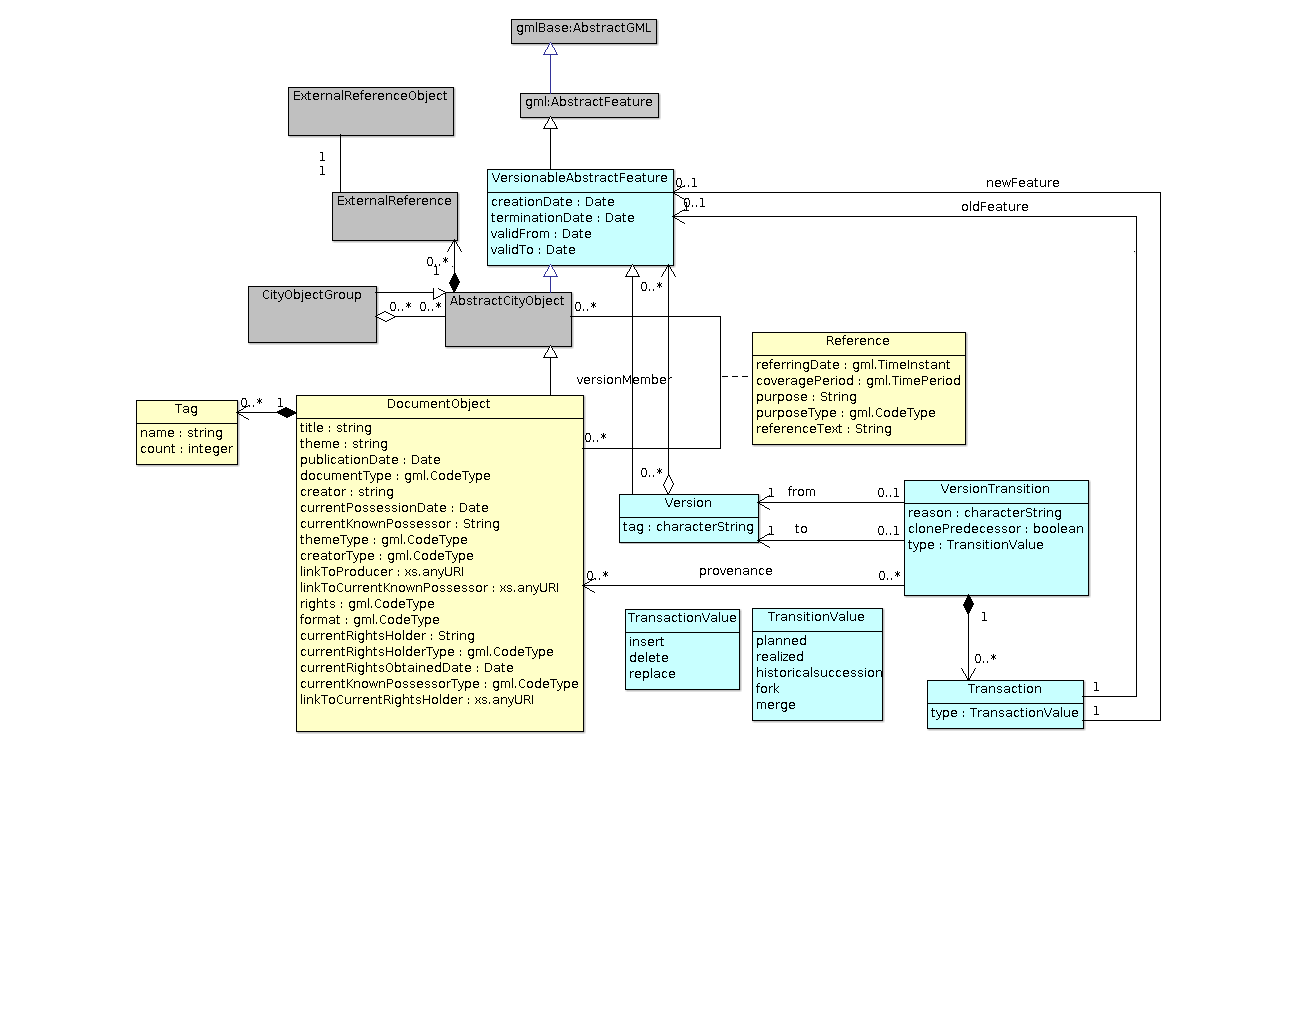 gmlBase:AbstractGML
gml:AbstractFeature
ExternalReferenceObject
1
1
ExternalReference
VersionableAbstractFeature
creationDate : Date
terminationDate : Date
validFrom : Date
validTo : Date
0..1
newFeature
0..1
oldFeature
0..*
1
CityObjectGroup
0..*
0..*
AbstractCityObject
0..*
0..*
versionMember
Reference
referringDate : gml.TimeInstant
coveragePeriod : gml.TimePeriod
purpose : String
purposeType : gml.CodeType
referenceText : String
Tag
name : string
count : integer
0..*
1
DocumentObject
title : string
theme : string
publicationDate : Date
documentType : gml.CodeType
creator : string
currentPossessionDate : Date
currentKnownPossessor : String
themeType : gml.CodeType
creatorType : gml.CodeType
linkToProducer : xs.anyURI
linkToCurrentKnownPossessor : xs.anyURI
rights : gml.CodeType
format : gml.CodeType
currentRightsHolder : String
currentRightsHolderType : gml.CodeType
currentRightsObtainedDate : Date
currentKnownPossessorType : gml.CodeType
linkToCurrentRightsHolder : xs.anyURI
0..*
0..*
Version
tag : characterString
1
from
0..1
1
to
0..1
VersionTransition
reason : characterString
clonePredecessor : boolean
type : TransitionValue
0..*
provenance
0..*
TransactionValue
insert
delete
replace
TransitionValue
planned
realized
historicalsuccession
fork
merge
1
0..*
Transaction
type : TransactionValue
1
1